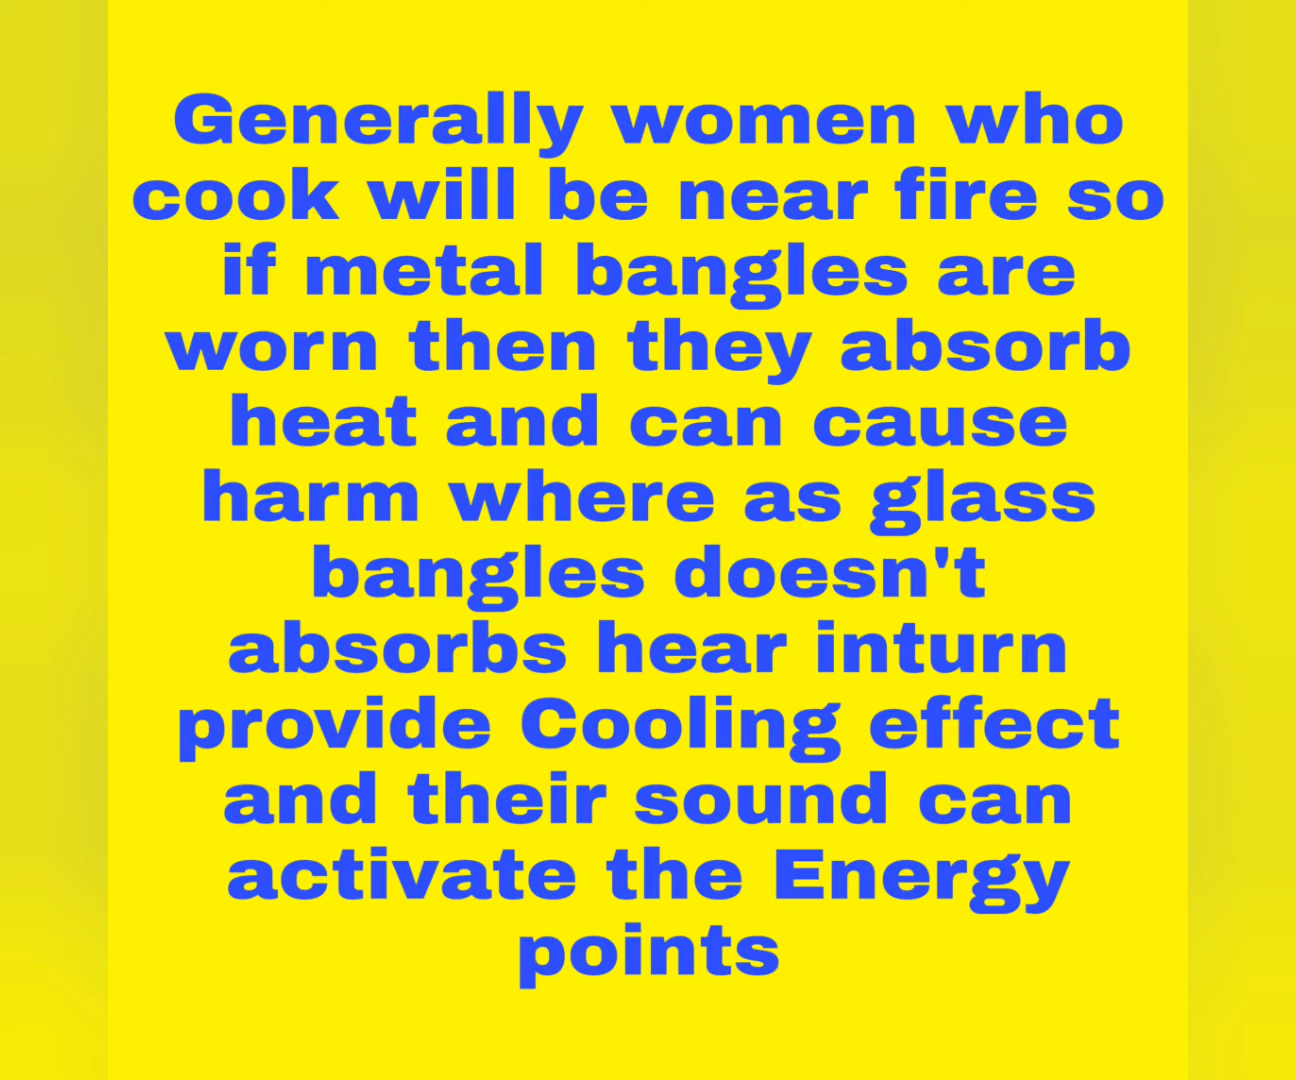 Generally women who
cook will be near fire so
if metal bangles are
worn then they absorb
heat and can cause
harm where as glass
bangles doesn't
absorbs hear inturn
provide Cooling effect
and their sound can
activate the Energy
points